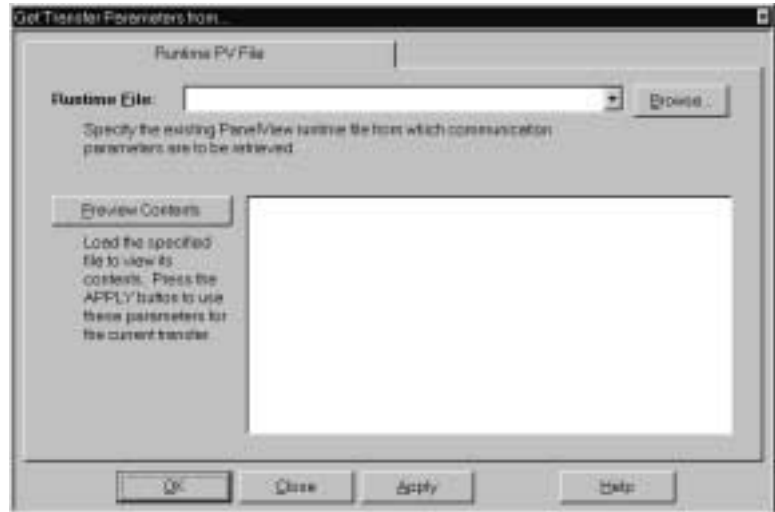 Get Transfer Parameters from...
Runtime PV File
Runtime File:
Browse...
Specify the existing PanelView runtime file from which communication
parameters are to be retrieved.
Preview Contents
Load the specified
file to view its
contents. Press the
APPLY button to use
these parameters for
the current transfer.
OK
Close
Apply
Help